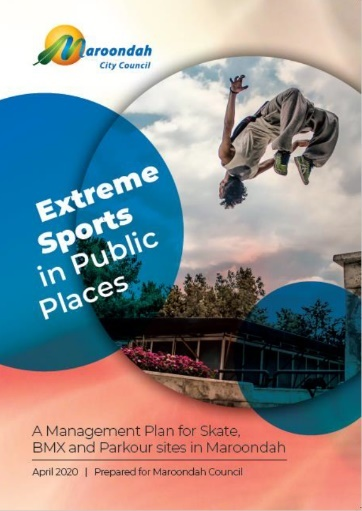 Maroondah
City Council
Extreme
Sports
in Public
Places
A Management Plan for Skate,
BMX and Parkour sites in Maroondah
April 2020 | Prepared for Maroondah Council